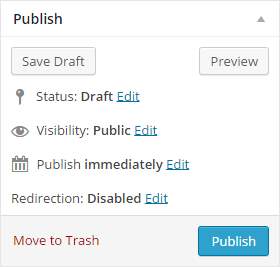 Publish
Save Draft Preview
Status: Draft Edit
Visibility: Public Edit
Publish immediately Edit
Redirection: Disabled Edit
Move to Trash Publish